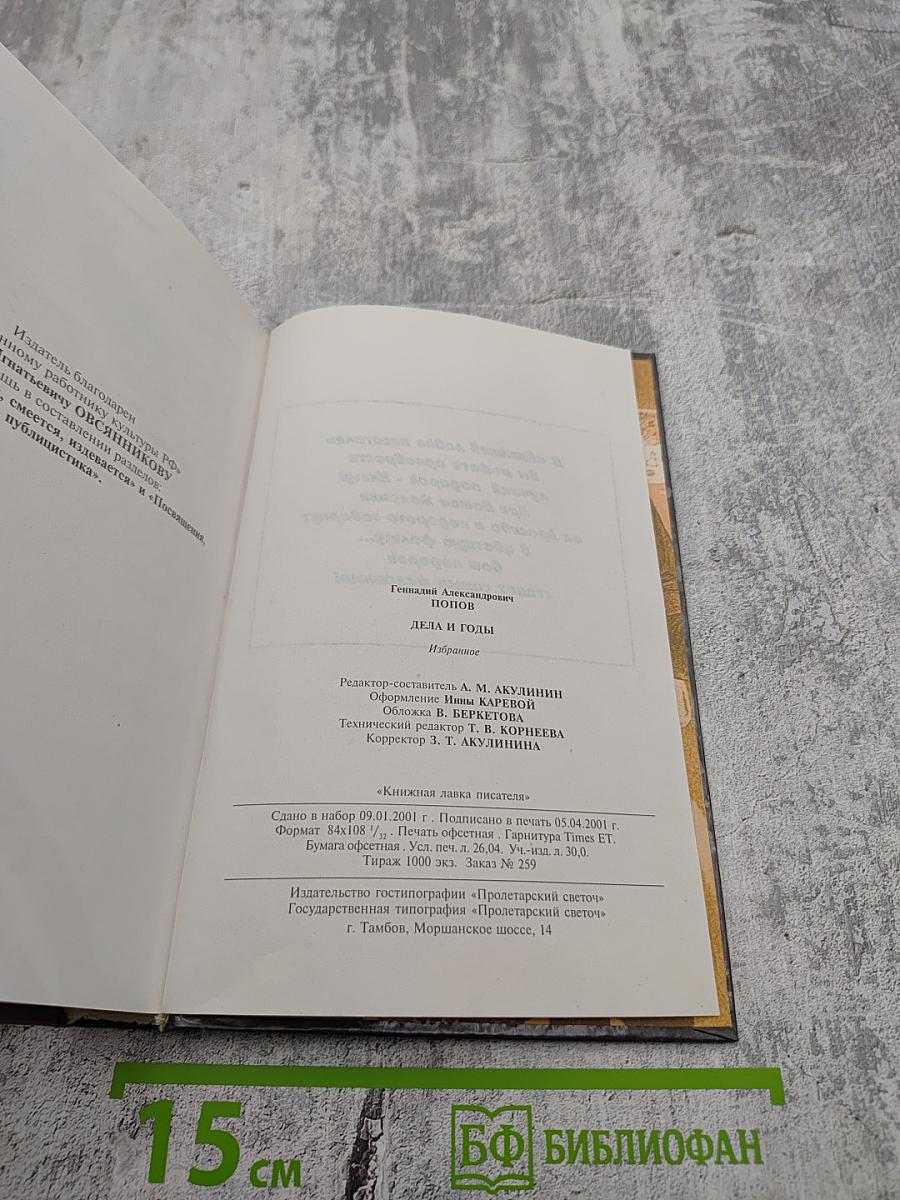 Издатель благодарен
работнику культуры РФ»
ОВСЯННИКОВУ
в составлении разделов:
смеется, издевается» и «Посвящения,
публицистика».
Геннадий Александрович
ПОПОВ
ДЕЛА И ГОДЫ
Избранное
Редактор-составитель А. М. АКУЛИНИН
Оформление Инны КАРЕВОЙ
Обложка В. БЕРКЕТОВА
Технический редактор Т. В. КОРНЕЕВА
Корректор З. Т. АКУЛИНИНА
«Книжная лавка писателя»
Сдано в набор 09.01.2001 г . Подписано в печать 05.04.2001 г.
Формат 84х108 1/32 . Печать офсетная . Гарнитура Times ET.
Бумага офсетная . Усл. печ. л. 26,04. Уч.-изд. л. 30,0.
Тираж 1000 экз. Заказ № 259
Издательство гостипографии «Пролетарский светоч»
Государственная типография «Пролетарский светоч»
г. Тамбов, Моршанское шоссе, 14
15 см
БФ БИБЛИОФАН